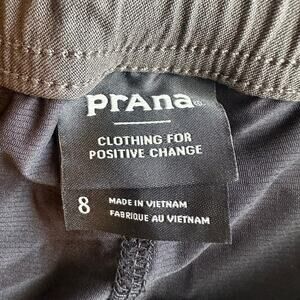 prAna
CLOTHING FOR
POSITIVE CHANGE
8
MADE IN VIETNAM
FABRIQUE AU VIETNAM